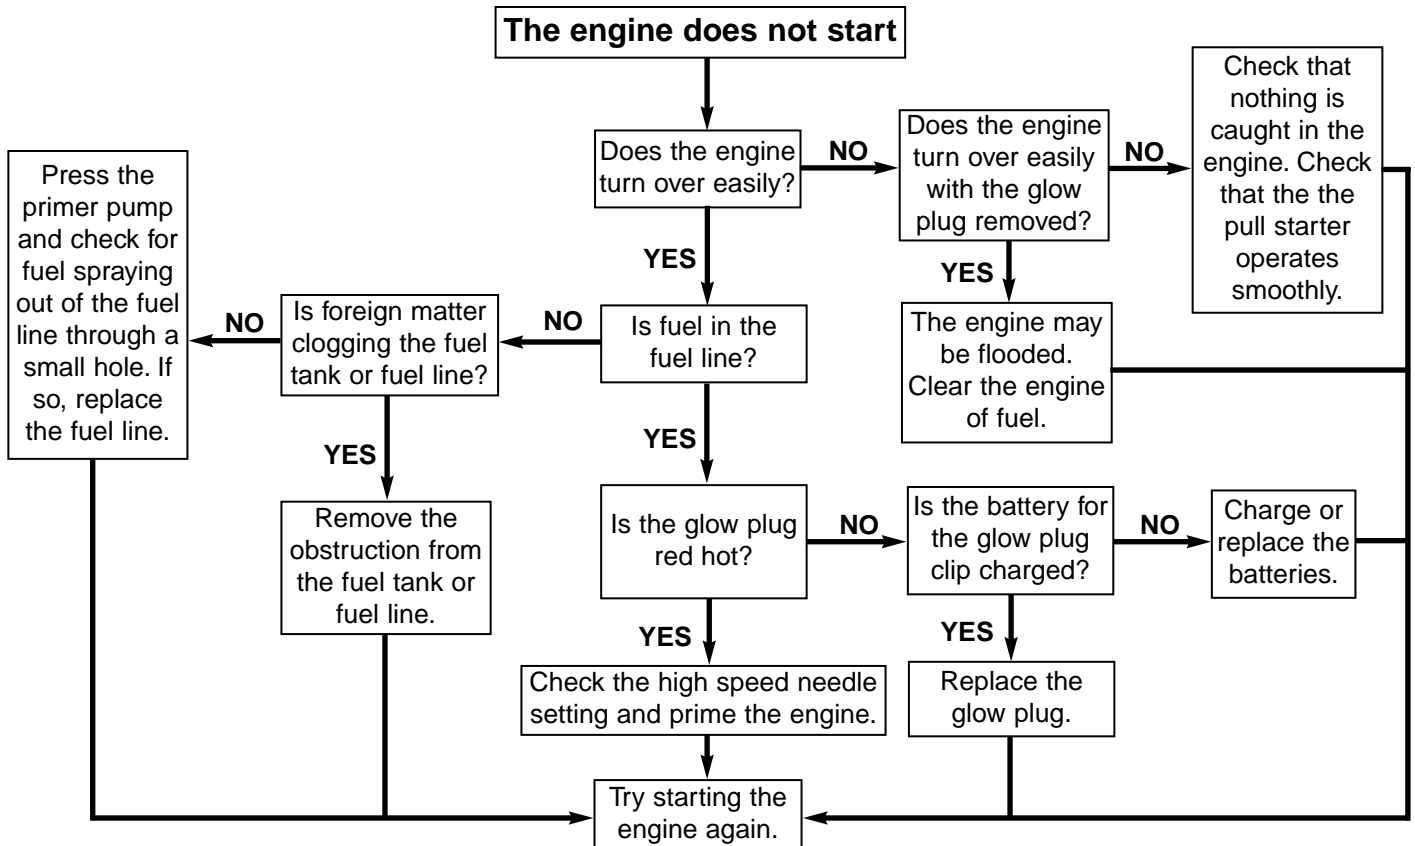 The engine does not start
Does the engine
turn over easily?
NO
Does the engine
turn over easily
with the glow
plug removed?
NO
Check that
nothing is
caught in the
engine. Check
that the the
pull starter
operates
smoothly.
YES
YES
The engine may
be flooded.
Clear the engine
of fuel.
Is fuel in the
fuel line?
NO
Is foreign matter
clogging the fuel
tank or fuel line?
NO
Press the
primer pump
and check for
fuel spraying
out of the fuel
line through a
small hole. If
so, replace
the fuel line.
YES
Remove the
obstruction from
the fuel tank or
fuel line.
YES
Is the glow plug
red hot?
NO
Is the battery for
the glow plug
clip charged?
NO
Charge or
replace the
batteries.
YES
Check the high speed needle
setting and prime the engine.
YES
Replace the
glow plug.
Try starting the
engine again.